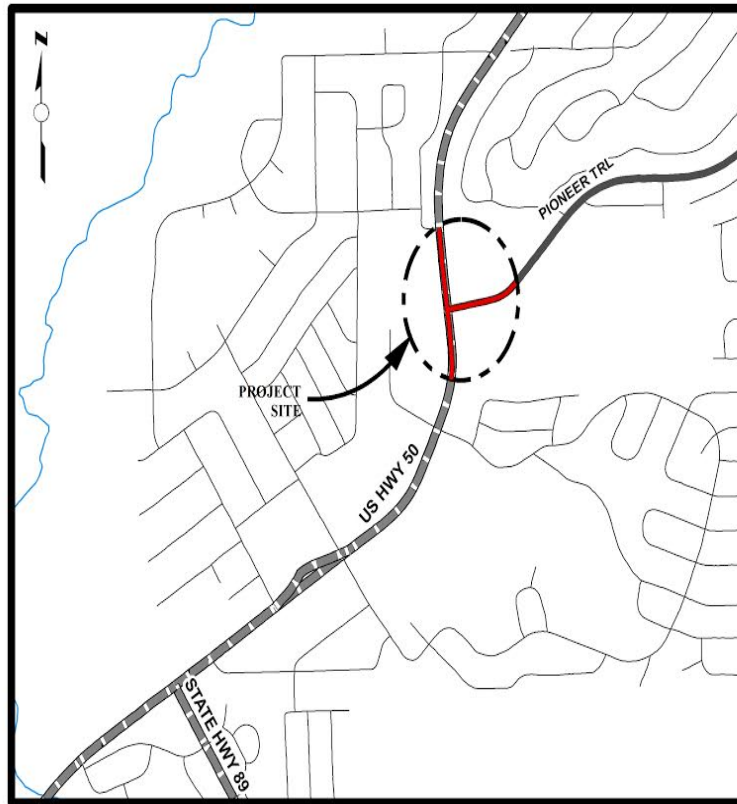 N
PIONEER TRL
PROJECT
SITE
US HWY 50
STATE HWY 89